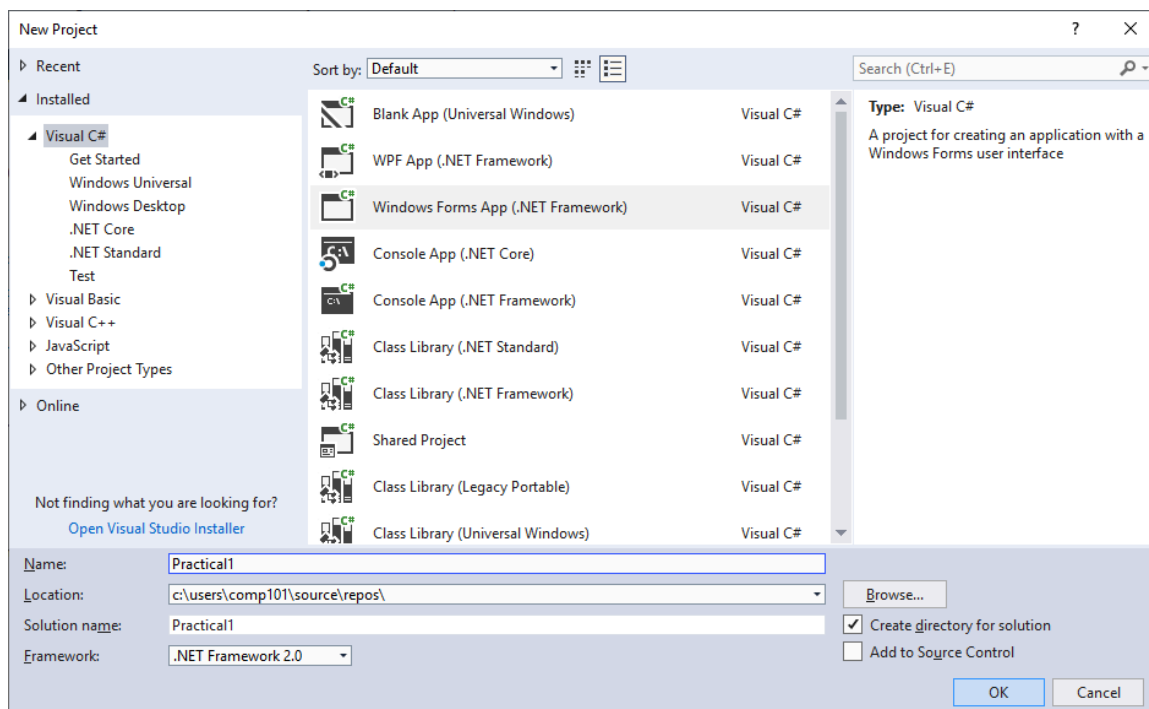 New Project
?
Recent
Installed
Visual C#
Get Started
Windows Universal
Windows Desktop
.NET Core
.NET Standard
Test
Visual Basic
Visual C++
JavaScript
Other Project Types
Online
Not finding what you are looking for?
Open Visual Studio Installer
Sort by: Default
C# Blank App (Universal Windows) Visual C#
C# WPF App (.NET Framework) Visual C#
C# Windows Forms App (.NET Framework) Visual C#
C# C:\ Console App (.NET Core) Visual C#
C# C:\ Console App (.NET Framework) Visual C#
C# Class Library (.NET Standard) Visual C#
C# Class Library (.NET Framework) Visual C#
C# Shared Project Visual C#
C# Class Library (Legacy Portable) Visual C#
C# Class Library (Universal Windows) Visual C#
Search (Ctrl+E)
Type: Visual C#
A project for creating an application with a
Windows Forms user interface
Name: Practical1
Location: c:\users\comp101\source\repos\ Browse...
Solution name: Practical1 Create directory for solution
Framework: .NET Framework 2.0 Add to Source Control
OK Cancel